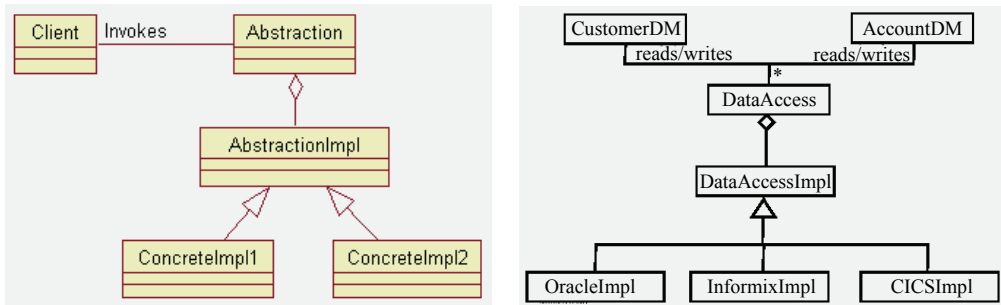 Client
Invokes
Abstraction
AbstractionImpl
ConcreteImpl1
ConcreteImpl2
CustomerDM
AccountDM
reads/writes
reads/writes
*
DataAccess
DataAccessImpl
OracleImpl
InformixImpl
CICSImpl